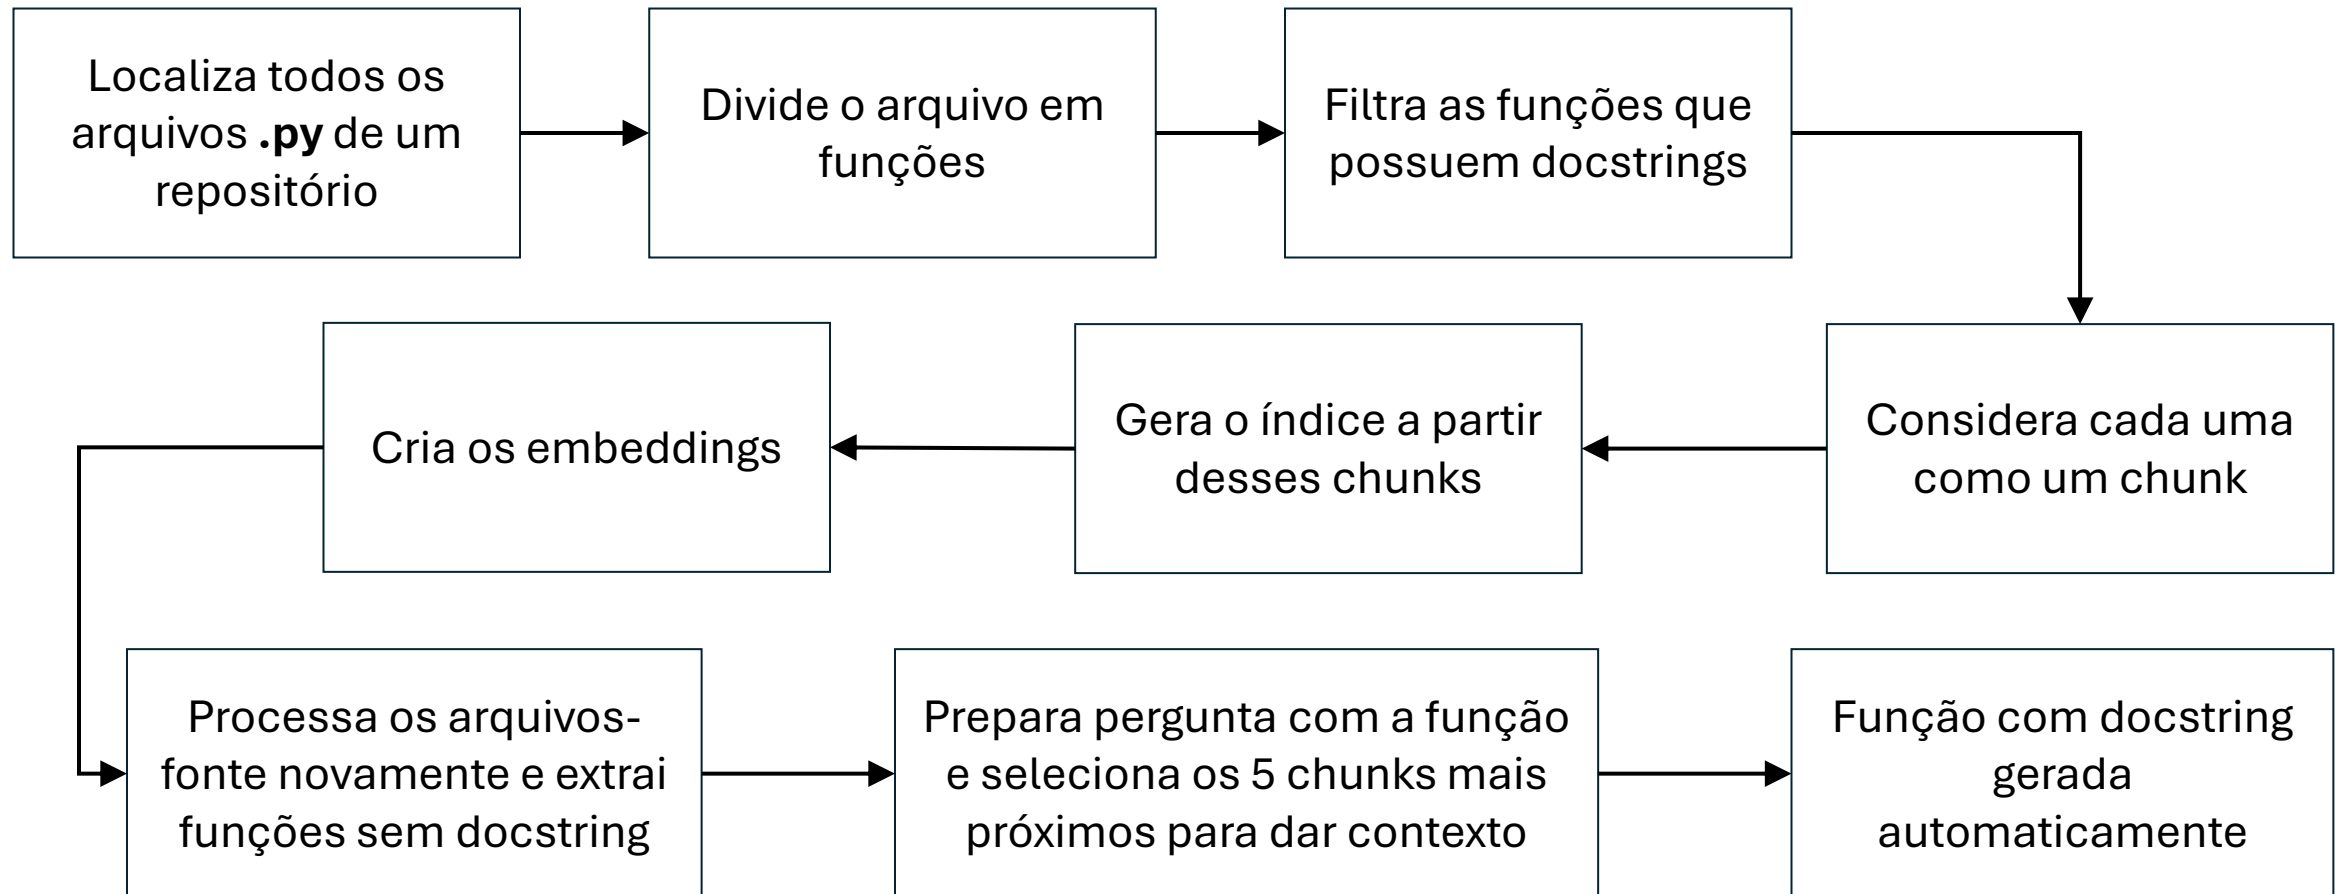 Localiza todos os
arquivos .py de um
repositório
Divide o arquivo em
funções
Filtra as funções que
possuem docstrings
Considera cada uma
como um chunk
Gera o índice a partir
desses chunks
Cria os embeddings
Processa os arquivos-
fonte novamente e extrai
funções sem docstring
Prepara pergunta com a função
e seleciona os 5 chunks mais
próximos para dar contexto
Função com docstring
gerada
automaticamente